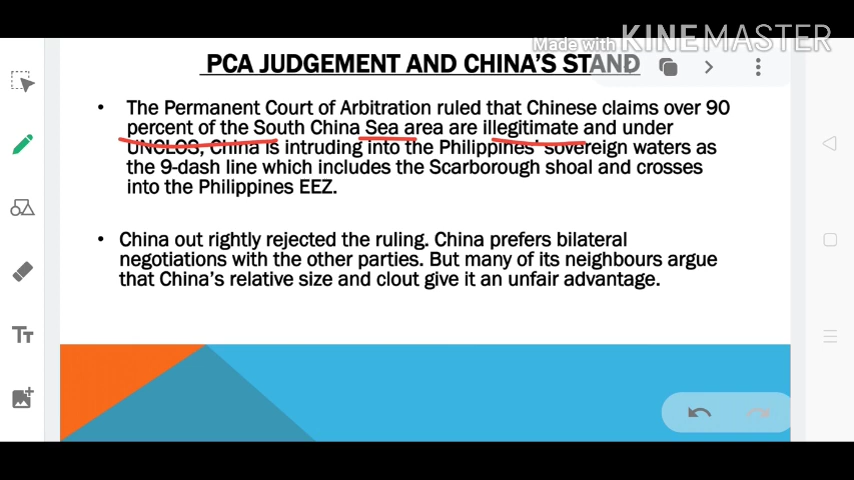 Made with KINEMASTER
PCA JUDGEMENT AND CHINA'S STAND
• The Permanent Court of Arbitration ruled that Chinese claims over 90
percent of the South China Sea area are illegitimate and under
UNCLOS, China is intruding into the Philippines' sovereign waters as
the 9-dash line which includes the Scarborough shoal and crosses
into the Philippines EEZ.
• China out rightly rejected the ruling. China prefers bilateral
negotiations with the other parties. But many of its neighbours argue
that China's relative size and clout give it an unfair advantage.
TT